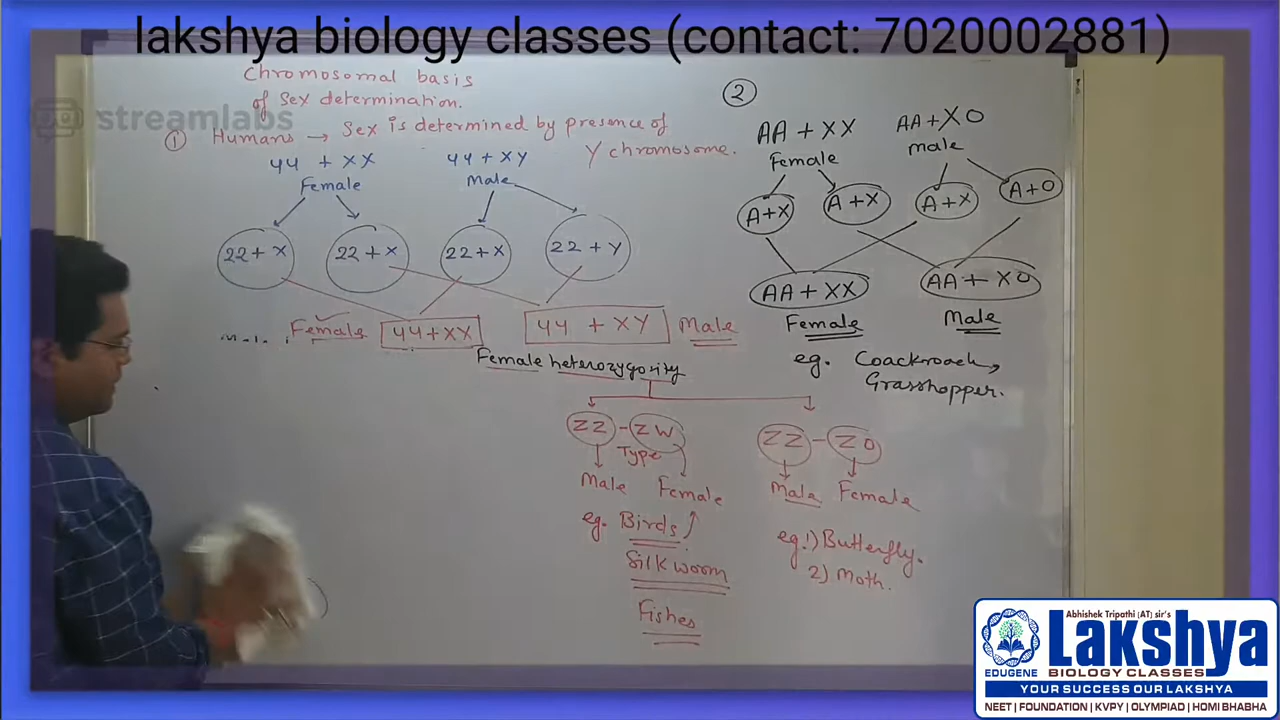 lakshya biology classes (contact: 7020002881)
streamlabs
Chromosomal basis
of Sex determination.
① Humans → Sex is determined by presence of
Y chromosome.
44 + XX
44 + XY
Female
Male
22 + X
22 + X
22 + X
22 + Y
Female
44 + XX
44 + XY
Male
②
AA + XX
AA + XO
Female
Male
A + X
A + X
A + X
A + O
AA + XX
AA + XO
Female
Male
eg. Coackroach,
Grasshopper.
Female heterozygority
ZZ - ZW
Type
Male Female
eg. Birds
Silk worm
Fishes
ZZ - ZO
Male Female
eg. 1) Butterfly.
2) Moth.
Abhishek Tripathi (AT) sir's
Lakshya
EDUGENE
BIOLOGY CLASSES
YOUR SUCCESS OUR LAKSHYA
NEET | FOUNDATION | KVPY | OLYMPIAD | HOMI BHABHA